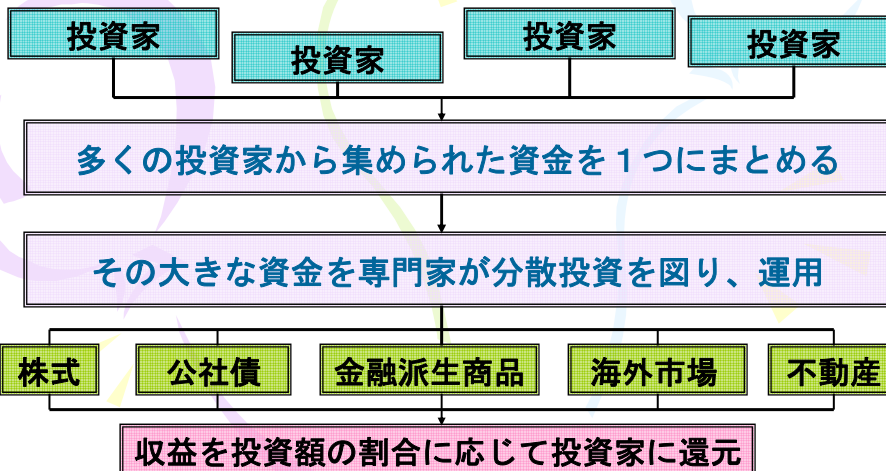 投資家
投資家
投資家
投資家
多くの投資家から集められた資金を１つにまとめる
その大きな資金を専門家が分散投資を図り、運用
株式
公社債
金融派生商品
海外市場
不動産
収益を投資額の割合に応じて投資家に還元